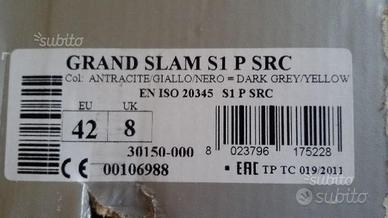 subito
GRAND SLAM S1 P SRC
Col: ANTRACITE/GIALLO/NERO = DARK GREY/YELLOW
EN ISO 20345 S1 P SRC
EU UK
42 8
30150-000
8 023796 175228
CE 00106988
EAC TP TC 019/2011
subito